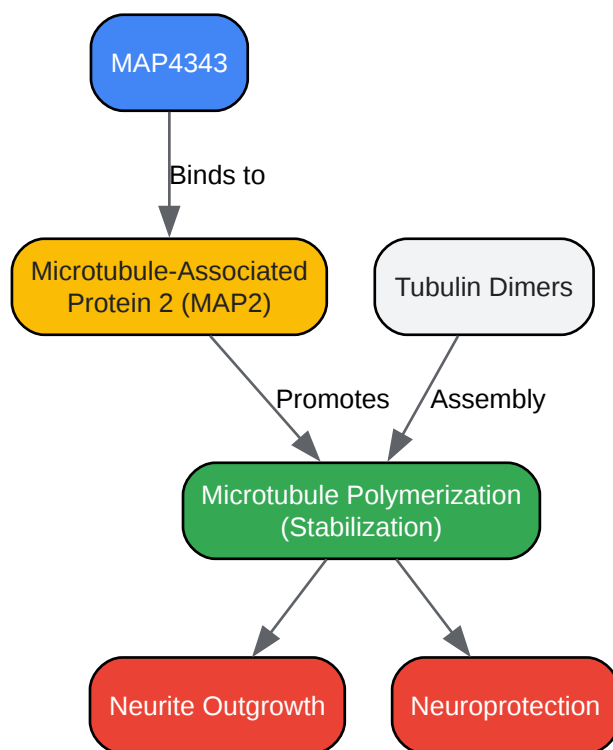 MAP4343
Binds to
Microtubule-Associated
Protein 2 (MAP2)
Tubulin Dimers
Promotes
Assembly
Microtubule Polymerization
(Stabilization)
Neurite Outgrowth
Neuroprotection